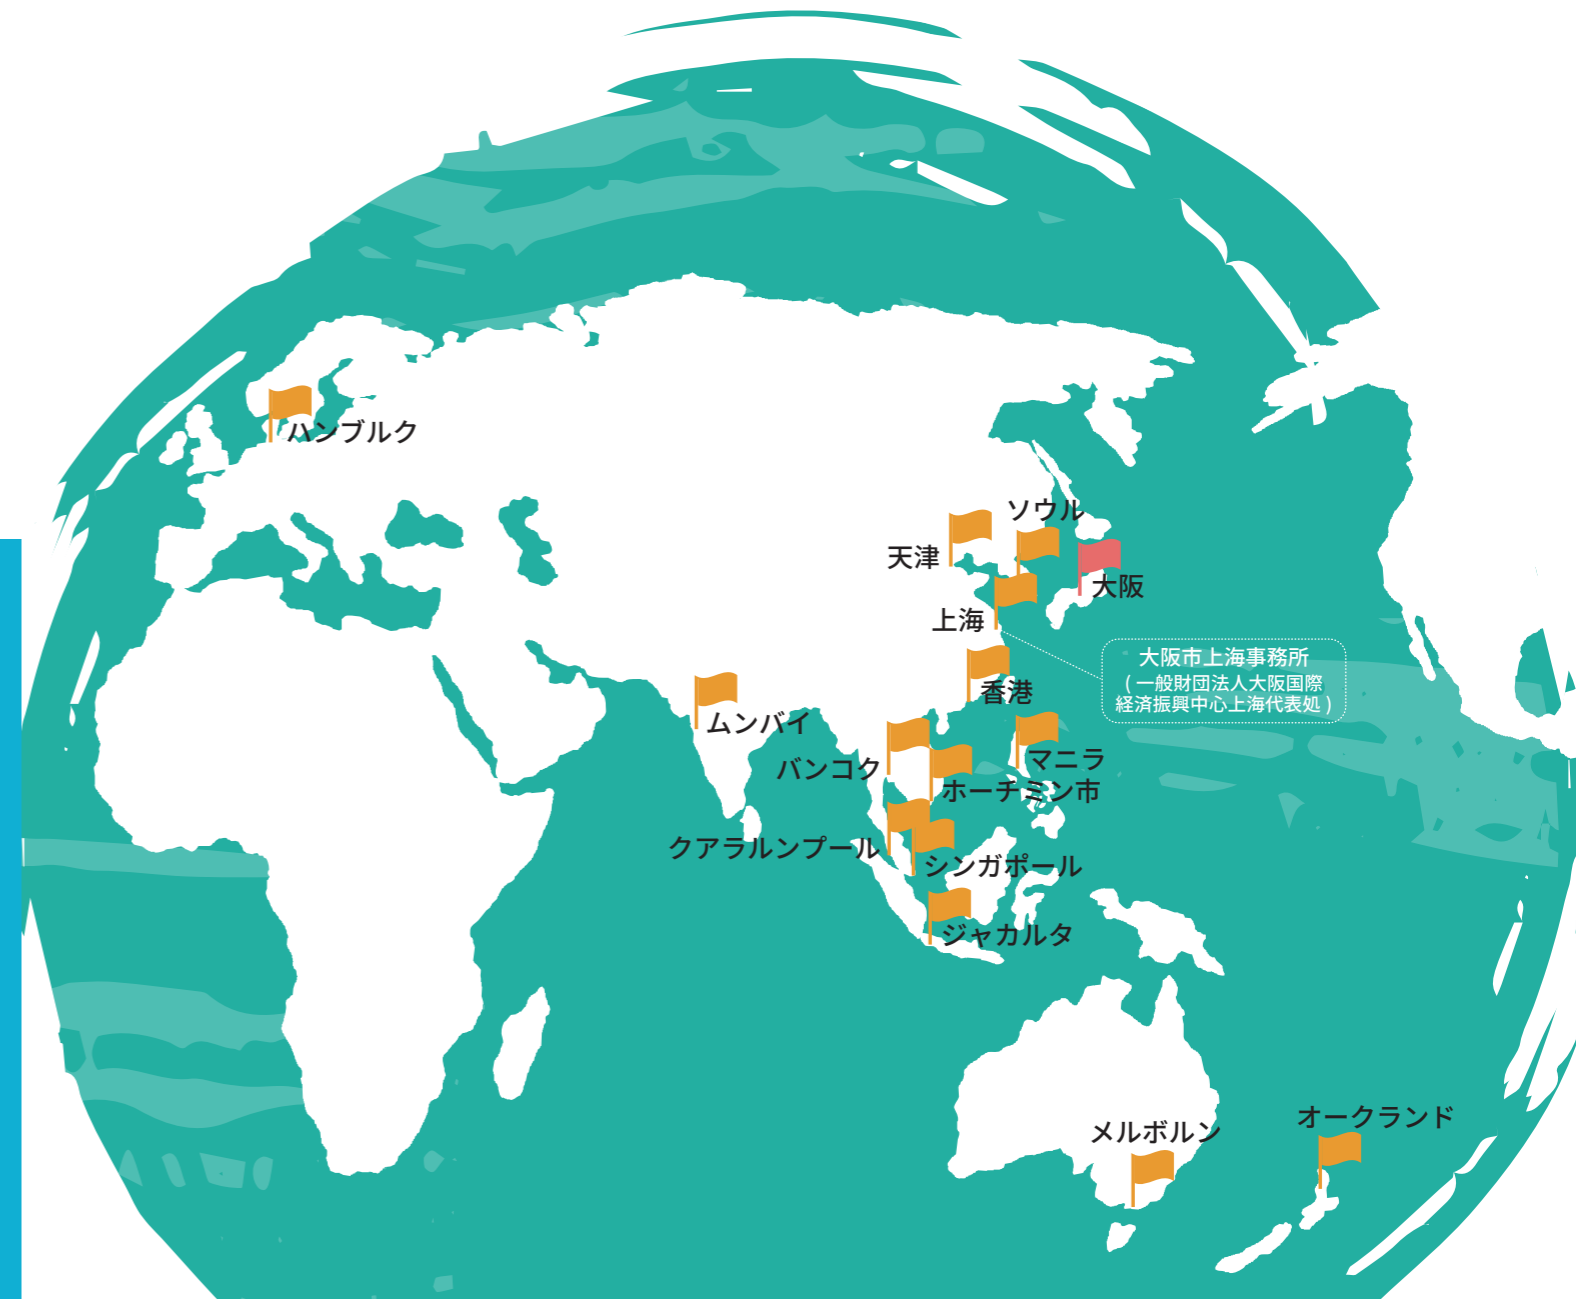 ハンブルク
ソウル
天津
大阪
上海
大阪市上海事務所
( 一般財団法人大阪国際
経済振興中心上海代表処 )
香港
ムンバイ
マニラ
バンコク
ホーチミン市
クアラルンプール
シンガポール
ジャカルタ
メルボルン
オークランド